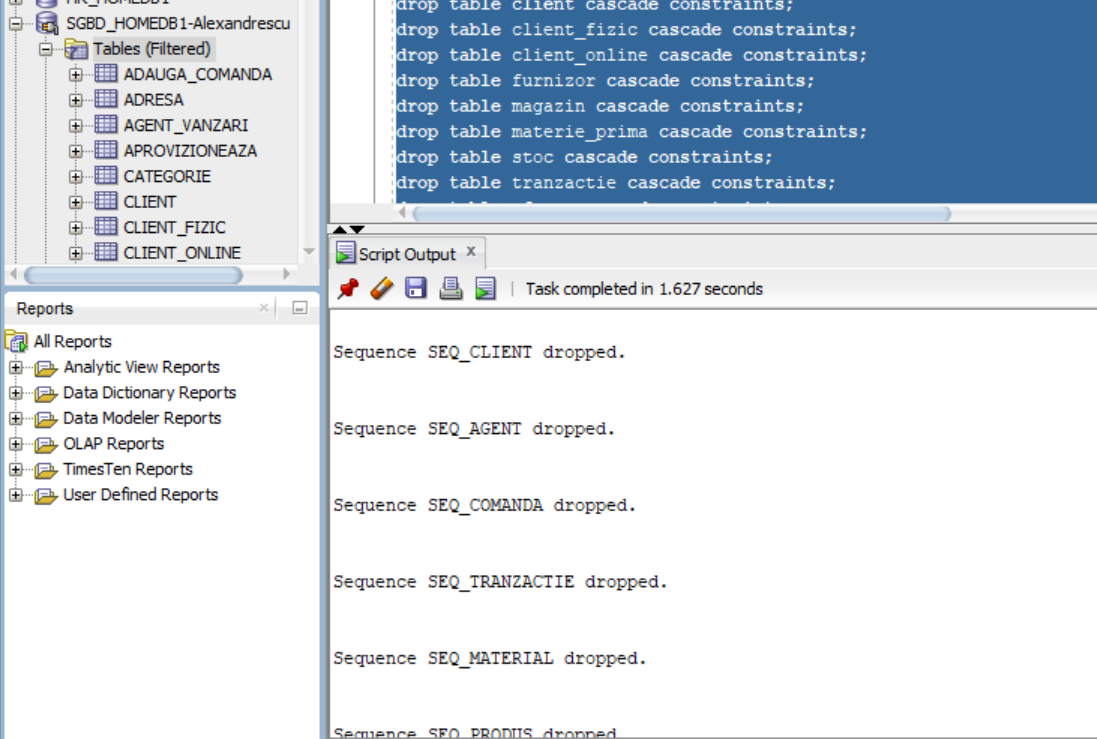 HR_HOMEDB1
SGBD_HOMEDB1-Alexandrescu
Tables (Filtered)
ADAUGA_COMANDA
ADRESA
AGENT_VANZARI
APROVIZIONEAZA
CATEGORIE
CLIENT
CLIENT_FIZIC
CLIENT_ONLINE
Reports
All Reports
Analytic View Reports
Data Dictionary Reports
Data Modeler Reports
OLAP Reports
TimesTen Reports
User Defined Reports
drop table client cascade constraints;
drop table client_fizic cascade constraints;
drop table client_online cascade constraints;
drop table furnizor cascade constraints;
drop table magazin cascade constraints;
drop table materie_prima cascade constraints;
drop table stoc cascade constraints;
drop table tranzactie cascade constraints;
Script Output x
Task completed in 1.627 seconds
Sequence SEQ_CLIENT dropped.
Sequence SEQ_AGENT dropped.
Sequence SEQ_COMANDA dropped.
Sequence SEQ_TRANZACTIE dropped.
Sequence SEQ_MATERIAL dropped.
Sequence SEQ_PRODUS dropped